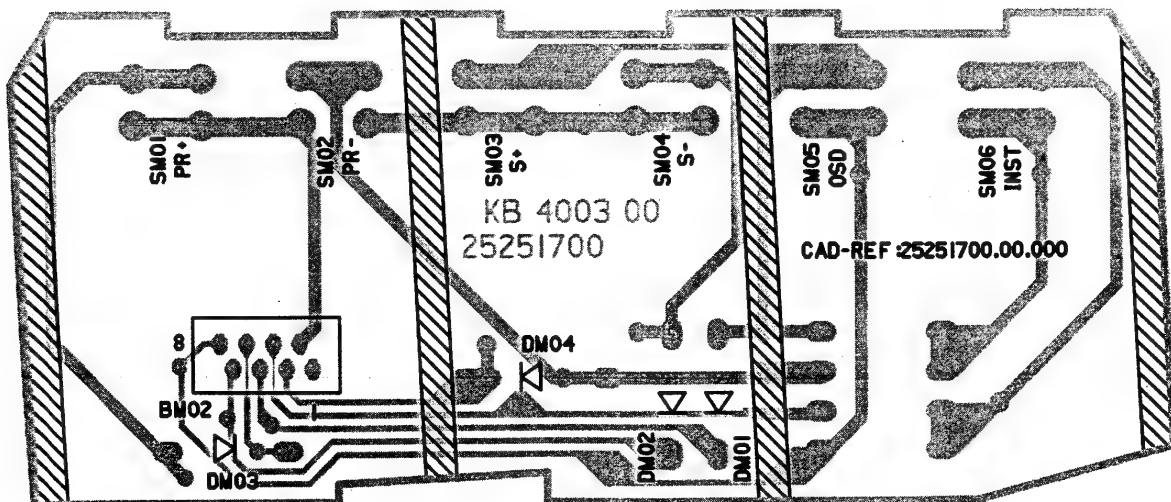 SM01
PR+
SM02
PR-
SM03
S+
SM04
S-
SM05
OSD
SM06
INST
KB 4003 00
25251700
CAD-REF:25251700.00.000
8
DM04
BM02
1
DM03
DM02
DM01